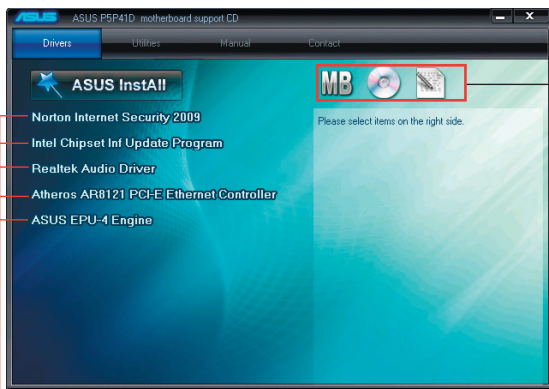 ASUS ASUS P5P41D motherboard support CD
Drivers Utilities Manual Contact
ASUS InstAll
MB
Norton Internet Security 2009
Please select items on the right side.
Intel Chipset Inf Update Program
Realtek Audio Driver
Atheros AR8121 PCI-E Ethernet Controller
ASUS EPU-4 Engine